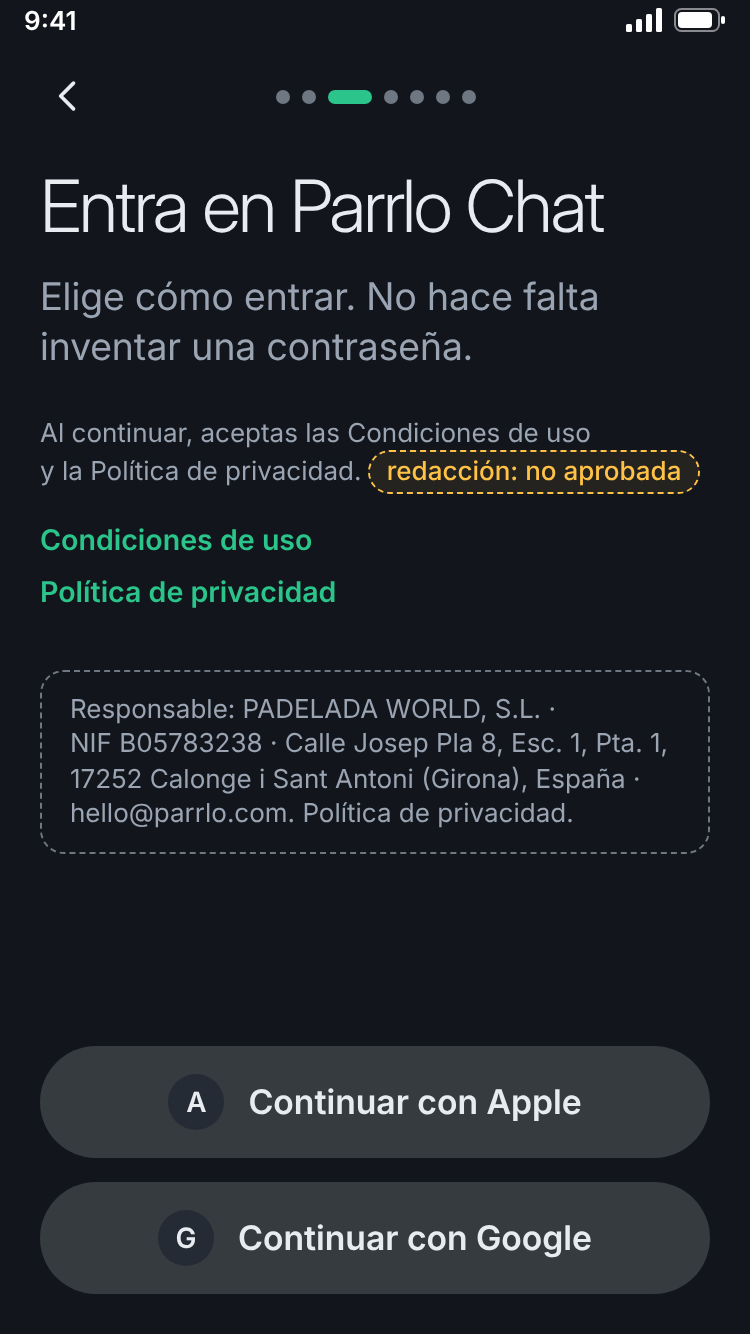 9:41
Entra en Parrlo Chat
Elige cómo entrar. No hace falta
inventar una contraseña.
Al continuar, aceptas las Condiciones de uso
y la Política de privacidad. redacción: no aprobada
Condiciones de uso
Política de privacidad
Responsable: PADELADA WORLD, S.L. ·
NIF B05783238 · Calle Josep Pla 8, Esc. 1, Pta. 1,
17252 Calonge i Sant Antoni (Girona), España ·
hello@parrlo.com. Política de privacidad.
A Continuar con Apple
G Continuar con Google